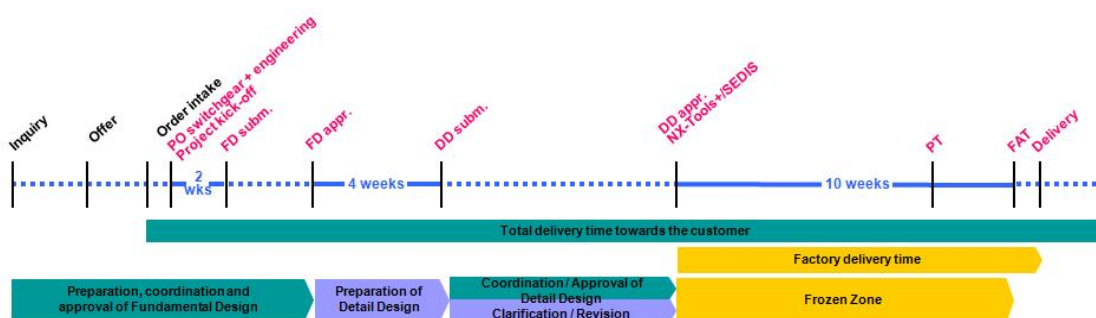 Inquiry
Offer
Order intake
PO switchgear + engineering
Project kick-off
FD subm.
FD appr.
DD subm.
DD appr.
NX-Tools+/SEDIS
PT
FAT
Delivery
2
wks
4 weeks
10 weeks
Total delivery time towards the customer
Factory delivery time
Preparation, coordination and
approval of Fundamental Design
Preparation of
Detail Design
Coordination / Approval of
Detail Design
Clarification / Revision
Frozen Zone